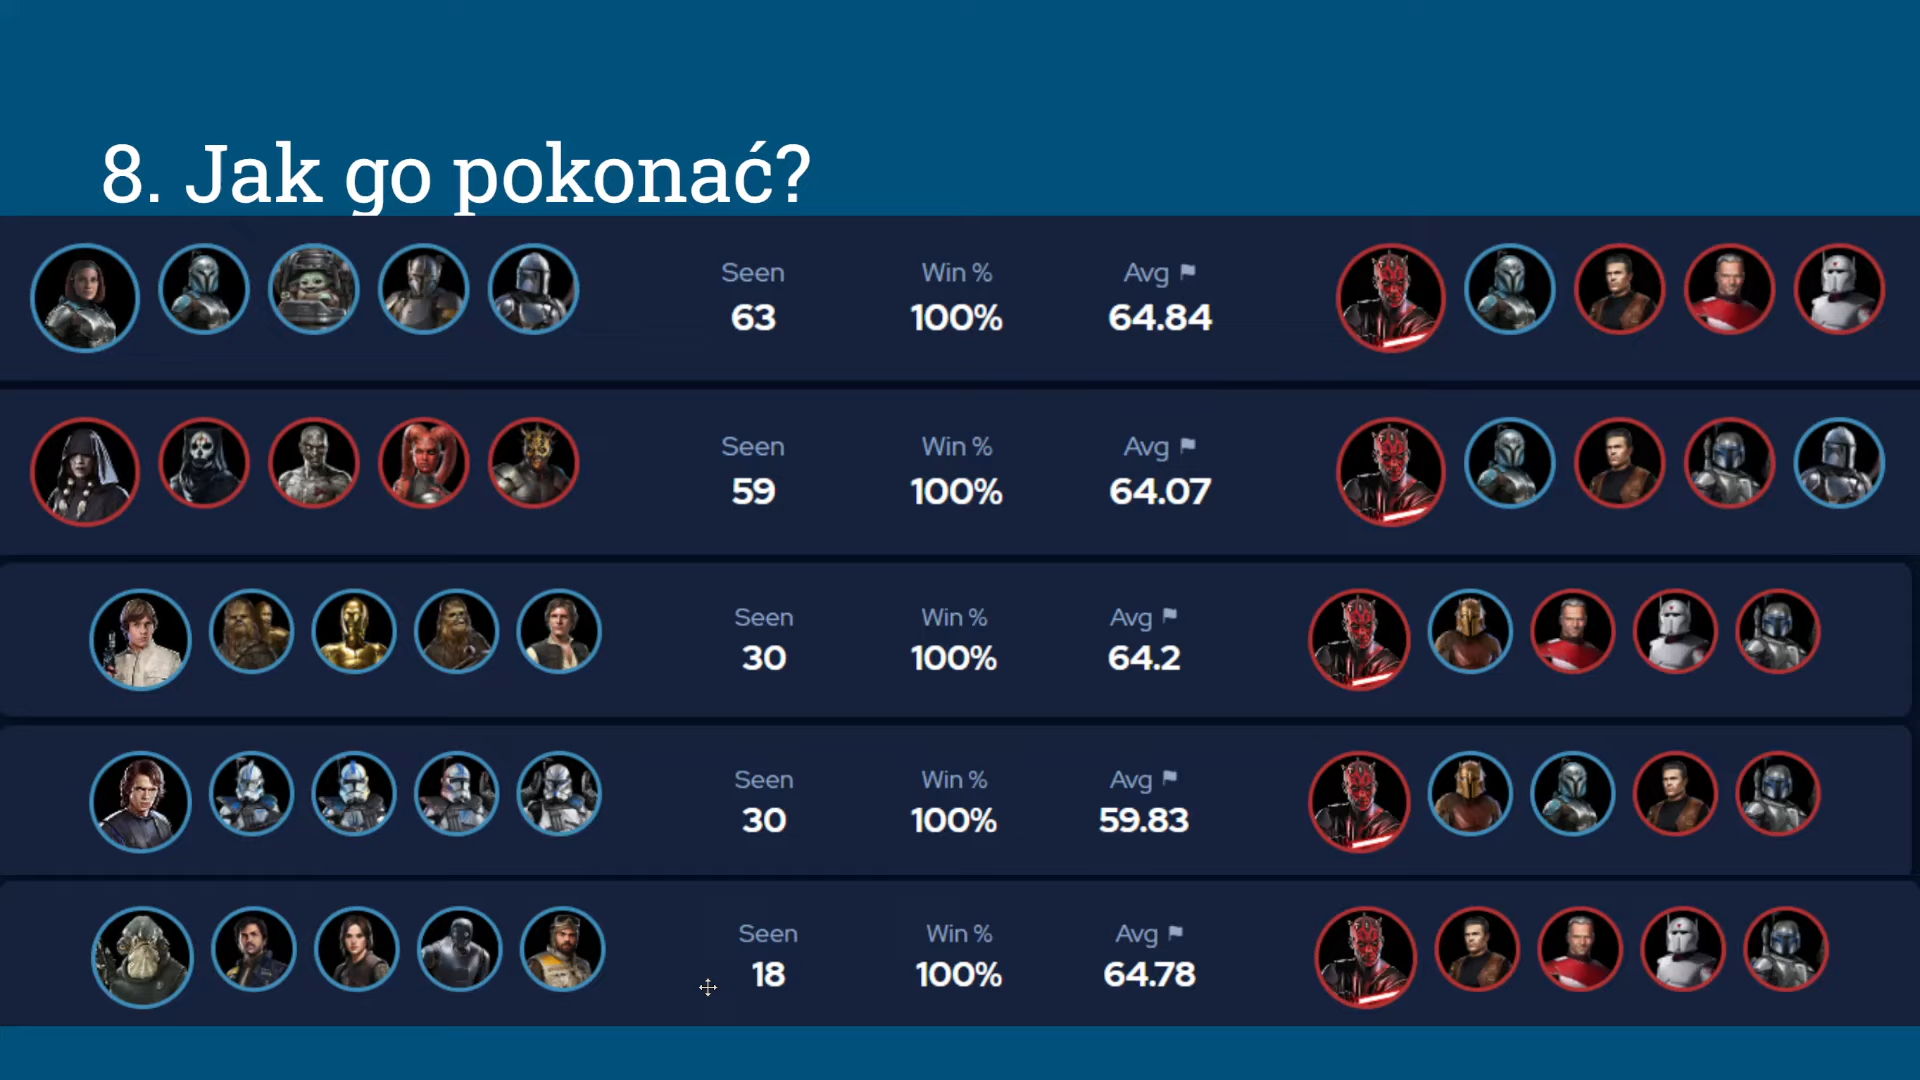 8. Jak go pokonać?
Seen Win % Avg
63 100% 64.84
Seen Win % Avg
59 100% 64.07
Seen Win % Avg
30 100% 64.2
Seen Win % Avg
30 100% 59.83
Seen Win % Avg
18 100% 64.78